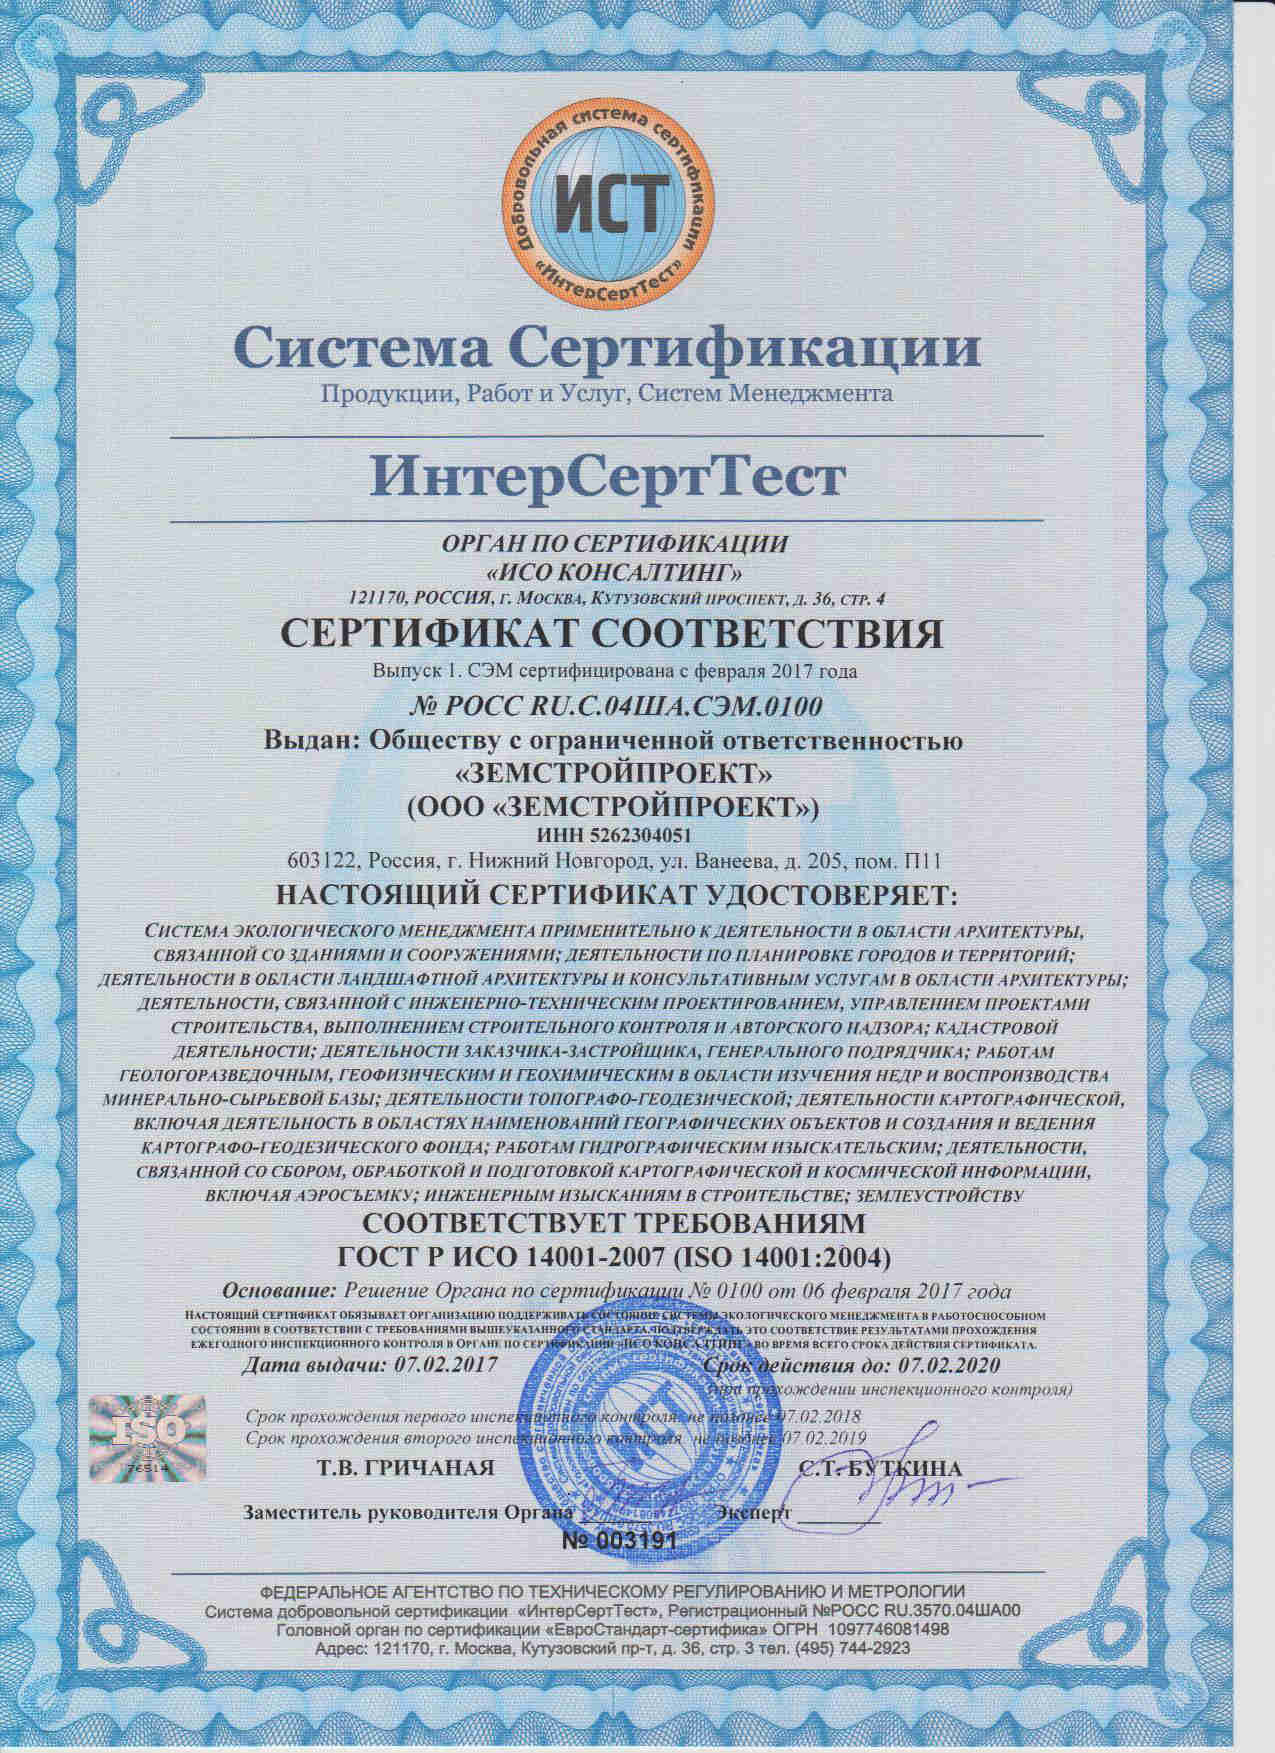 Добровольная система сертификации
ИСТ
«ИнтерСертТест»
Система Сертификации
Продукции, Работ и Услуг, Систем Менеджмента
ИнтерСертТест
ОРГАН ПО СЕРТИФИКАЦИИ
«ИСО КОНСАЛТИНГ»
121170, РОССИЯ, г. Москва, Кутузовский проспект, д. 36, стр. 4
СЕРТИФИКАТ СООТВЕТСТВИЯ
Выпуск 1. СЭМ сертифицирована с февраля 2017 года
№ РОСС RU.C.04ША.СЭМ.0100
Выдан: Обществу с ограниченной ответственностью
«ЗЕМСТРОЙПРОЕКТ»
(ООО «ЗЕМСТРОЙПРОЕКТ»)
ИНН 5262304051
603122, Россия, г. Нижний Новгород, ул. Ванеева, д. 205, пом. П11
НАСТОЯЩИЙ СЕРТИФИКАТ УДОСТОВЕРЯЕТ:
Система экологического менеджмента применительно к деятельности в области архитектуры,
связанной со зданиями и сооружениями; деятельности по планировке городов и территорий;
деятельности в области ландшафтной архитектуры и консультативным услугам в области архитектуры;
деятельности, связанной с инженерно-техническим проектированием, управлением проектами
строительства, выполнением строительного контроля и авторского надзора; кадастровой
деятельности; деятельности заказчика-застройщика, генерального подрядчика; работам
геологоразведочным, геофизическим и геохимическим в области изучения недр и воспроизводства
минерально-сырьевой базы; деятельности топографо-геодезической; деятельности картографической,
включая деятельность в областях наименований географических объектов и создания и ведения
картографо-геодезического фонда; работам гидрографическим изыскательским; деятельности,
связанной со сбором, обработкой и подготовкой картографической и космической информации,
включая аэросъемку; инженерным изысканиям в строительстве; землеустройству
СООТВЕТСТВУЕТ ТРЕБОВАНИЯМ
ГОСТ Р ИСО 14001-2007 (ISO 14001:2004)
Основание: Решение Органа по сертификации № 0100 от 06 февраля 2017 года
Настоящий сертификат обязывает организацию поддерживать состояние системы экологического менеджмента в работоспособном
состоянии в соответствии с требованиями вышеуказанного стандарта, подтверждать это соответствие результатами прохождения
ежегодного инспекционного контроля в Органе по сертификации «ИСО КОНСАЛТИНГ» во время всего срока действия сертификата.
Дата выдачи: 07.02.2017 Срок действия до: 07.02.2020
(при прохождении инспекционного контроля)
Срок прохождения первого инспекционного контроля: не позднее 07.02.2018
Срок прохождения второго инспекционного контроля: не позднее 07.02.2019
ISO
76514
Т.В. ГРИЧАНАЯ С.Т. БУТКИНА
Заместитель руководителя Органа Эксперт
№ 003191
ФЕДЕРАЛЬНОЕ АГЕНТСТВО ПО ТЕХНИЧЕСКОМУ РЕГУЛИРОВАНИЮ И МЕТРОЛОГИИ
Система добровольной сертификации «ИнтерСертТест», Регистрационный №РОСС RU.3570.04ША00
Головной орган по сертификации «ЕвроСтандарт-сертифика» ОГРН 1097746081498
Адрес: 121170, г. Москва, Кутузовский пр-т, д. 36, стр. 3 тел. (495) 744-2923